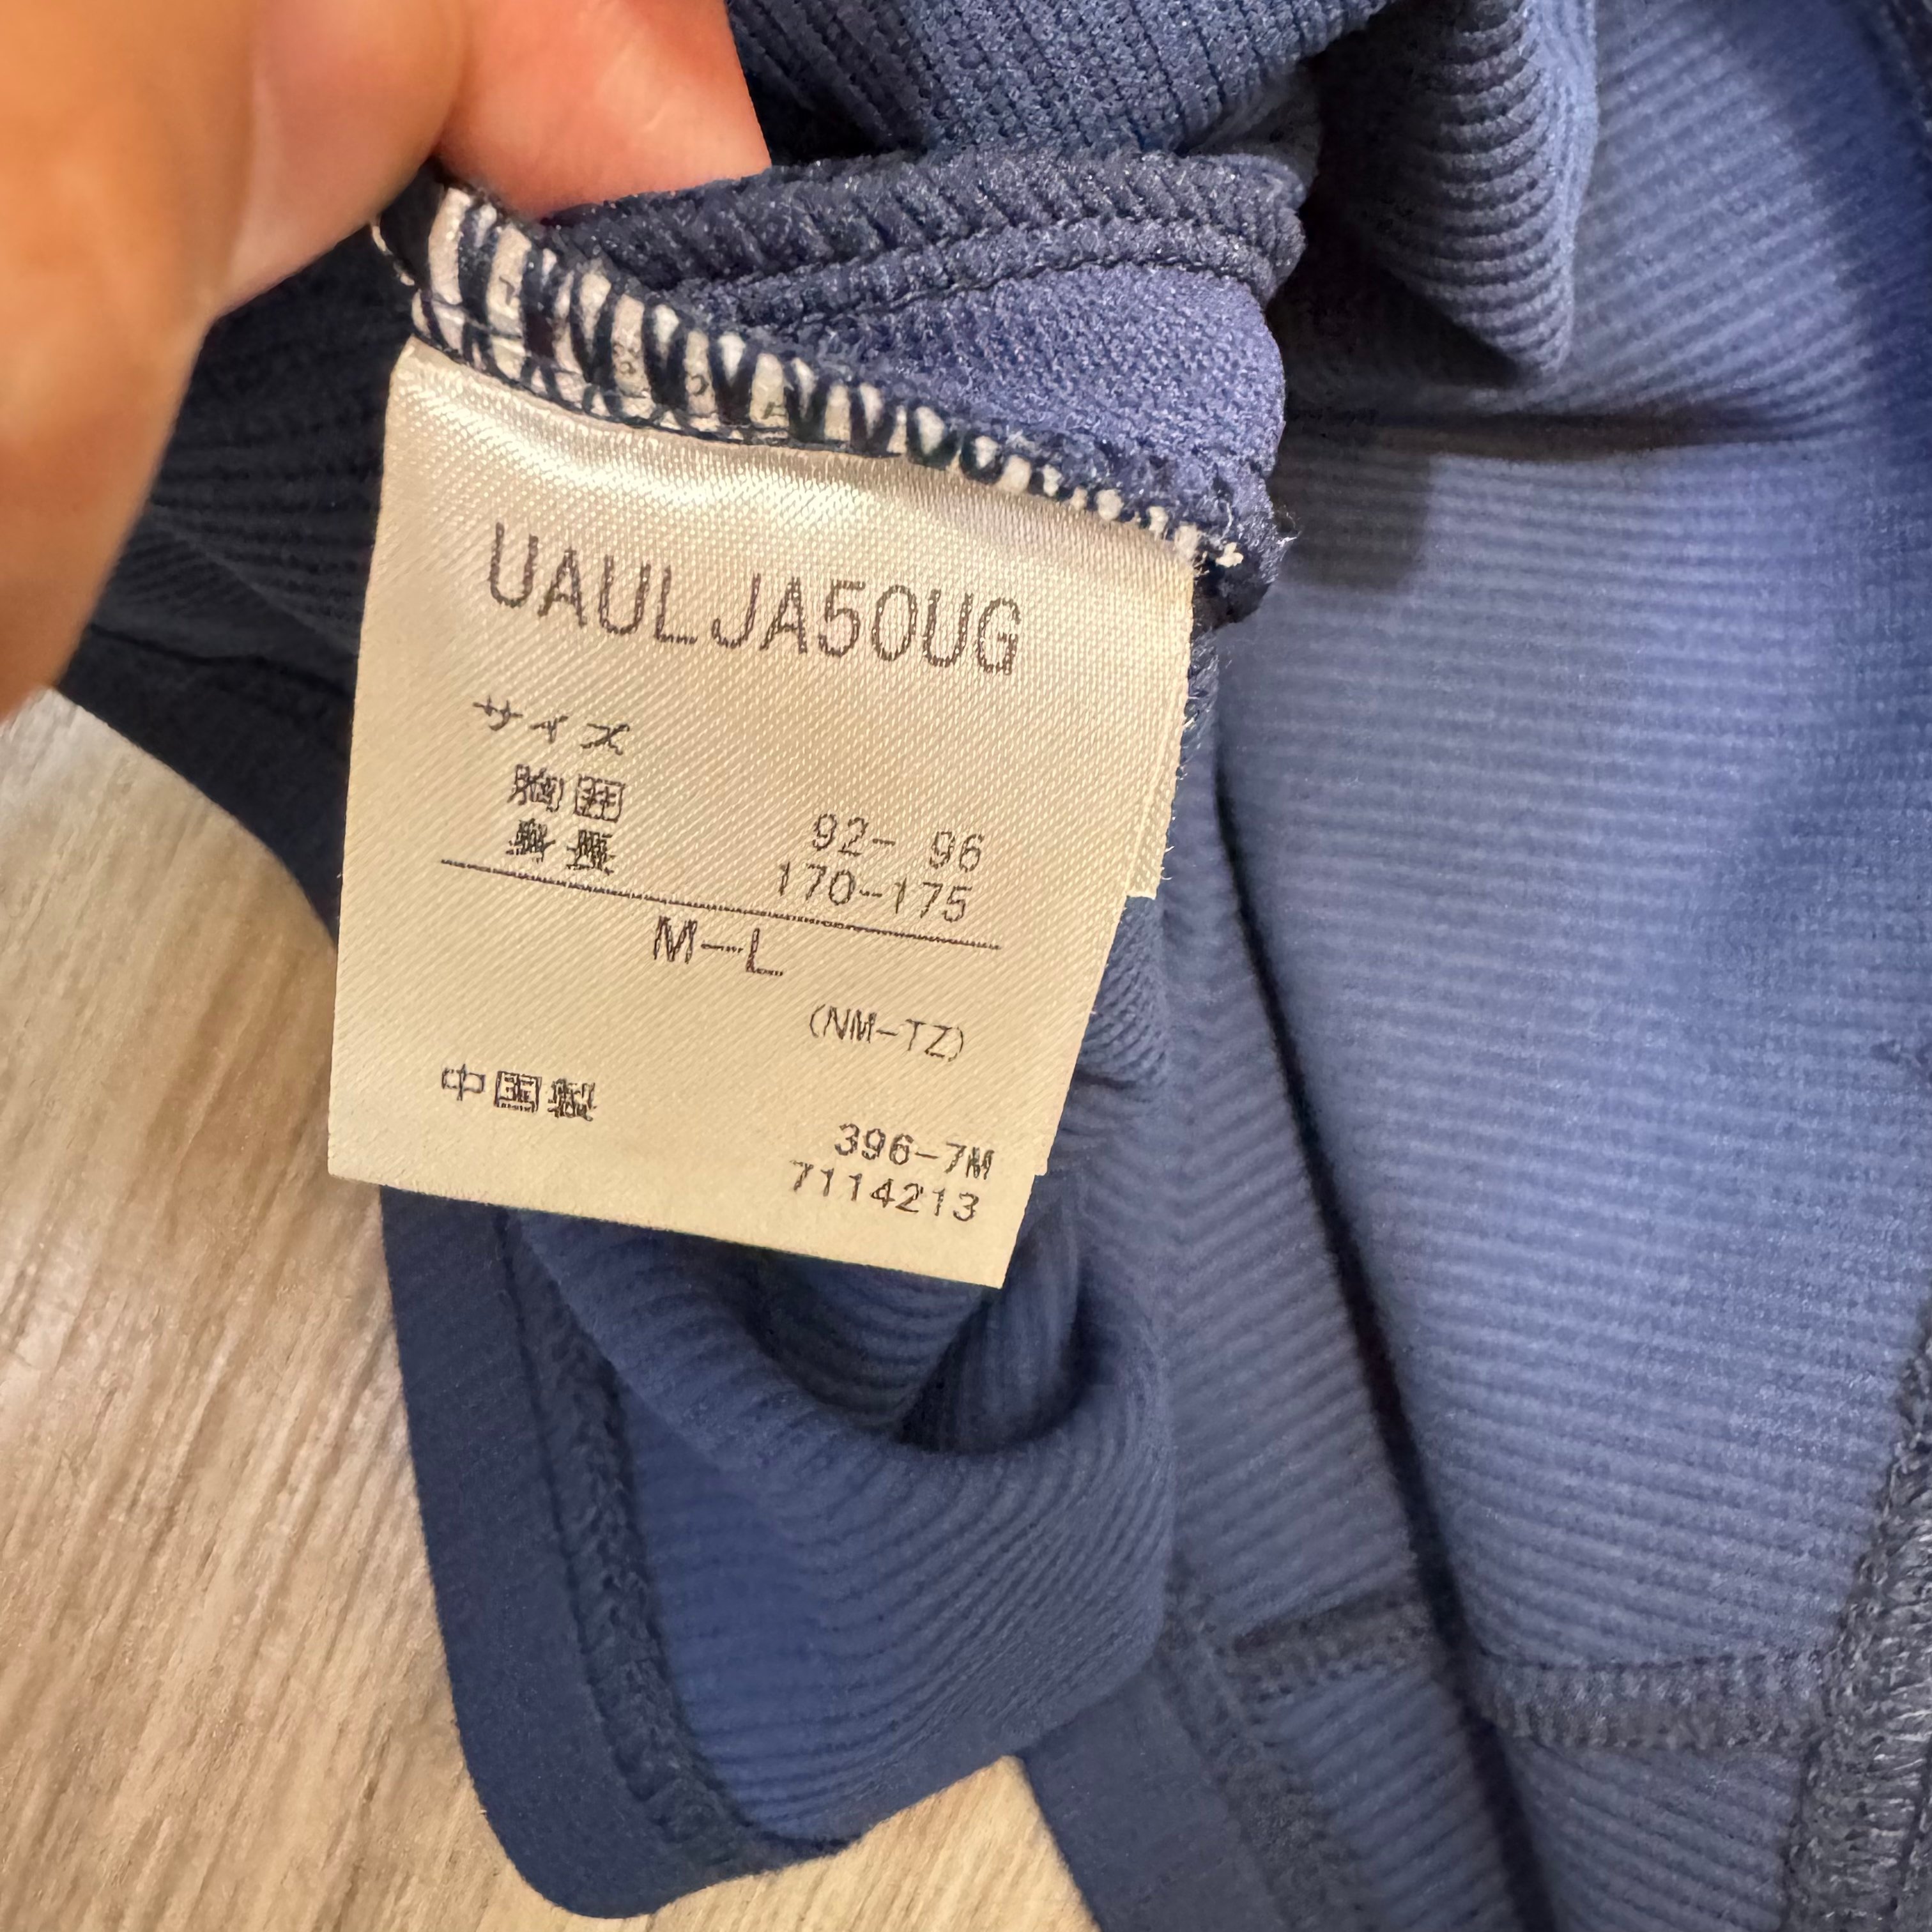 UAULJA50UG
サイズ
胸囲 92- 96
身長 170-175
M-L
(NM-TZ)
中国製
396-7M
7114213